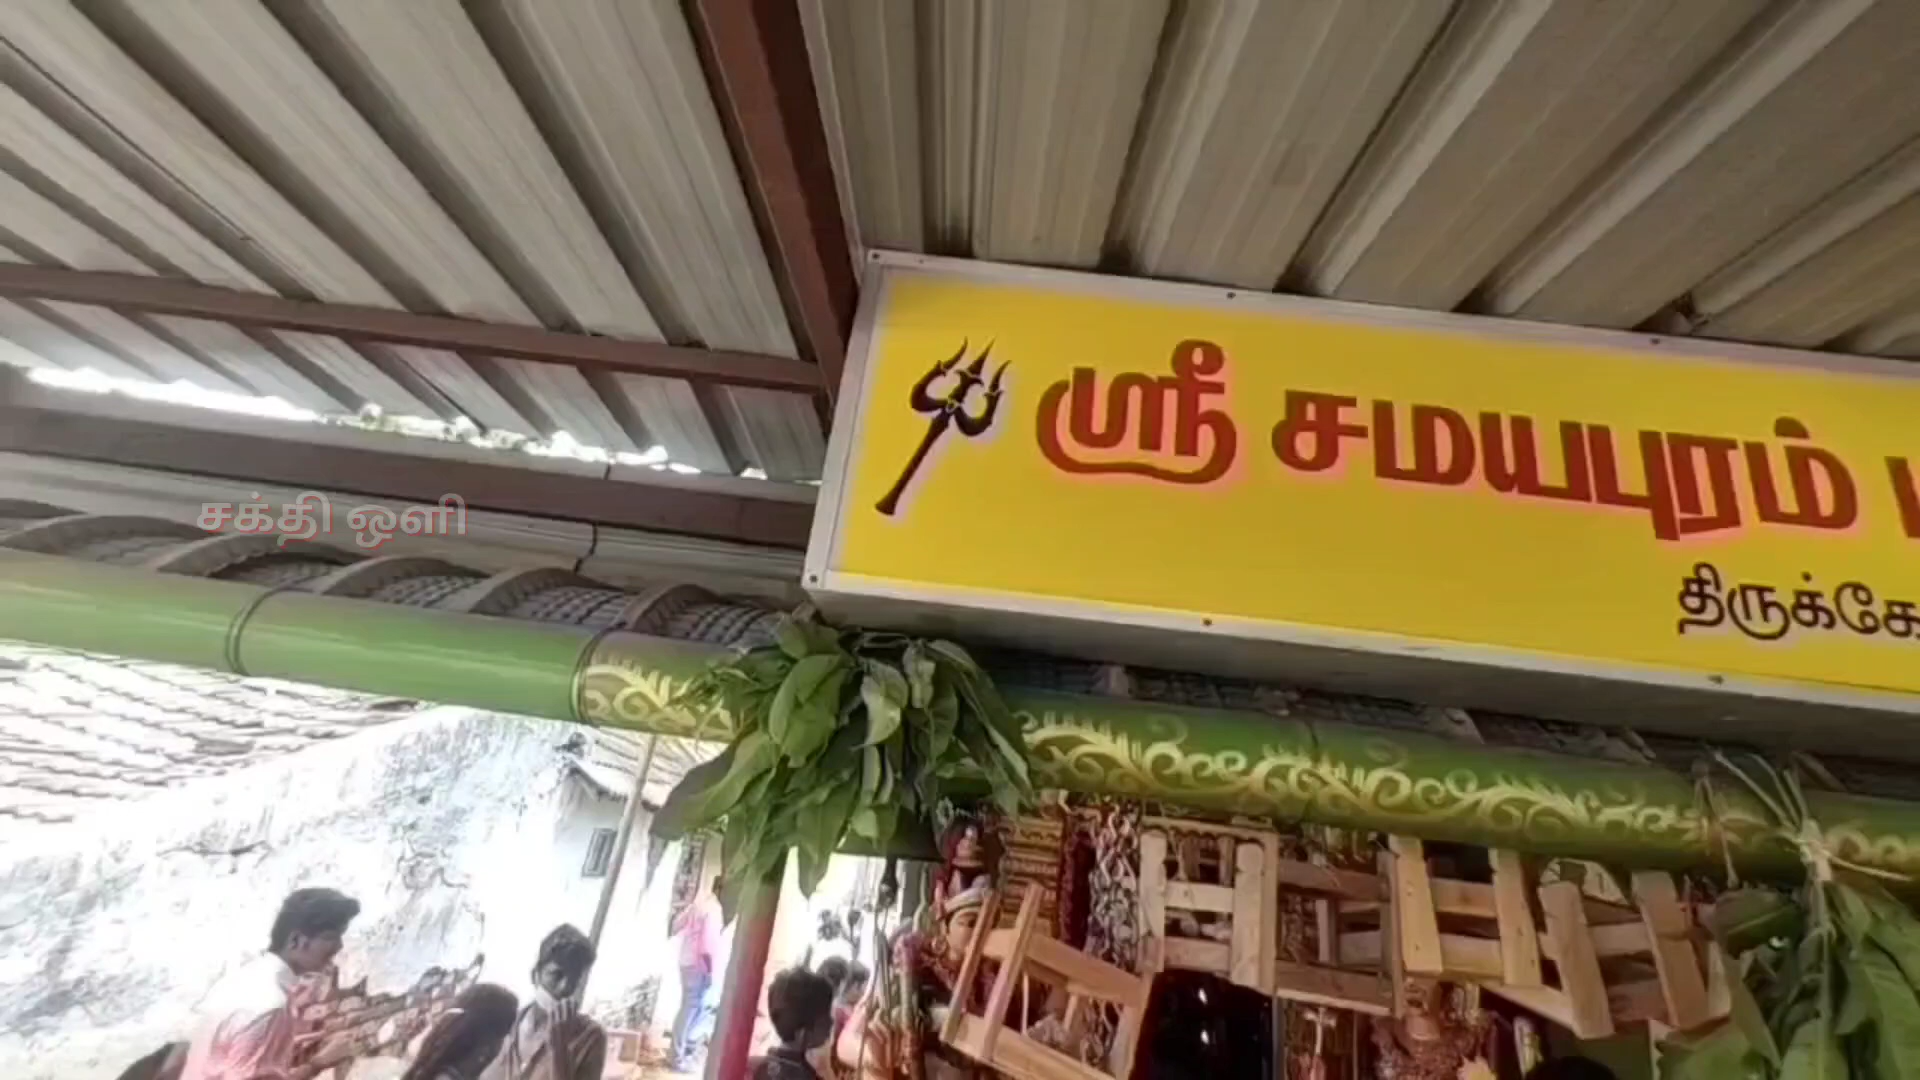 ஸ்ரீ சமயபுரம்
சக்தி ஒளி